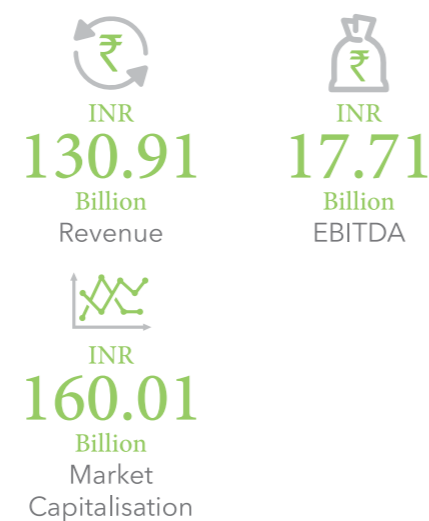 ₹
INR
130.91
Billion
Revenue
₹
INR
17.71
Billion
EBITDA
INR
160.01
Billion
Market
Capitalisation